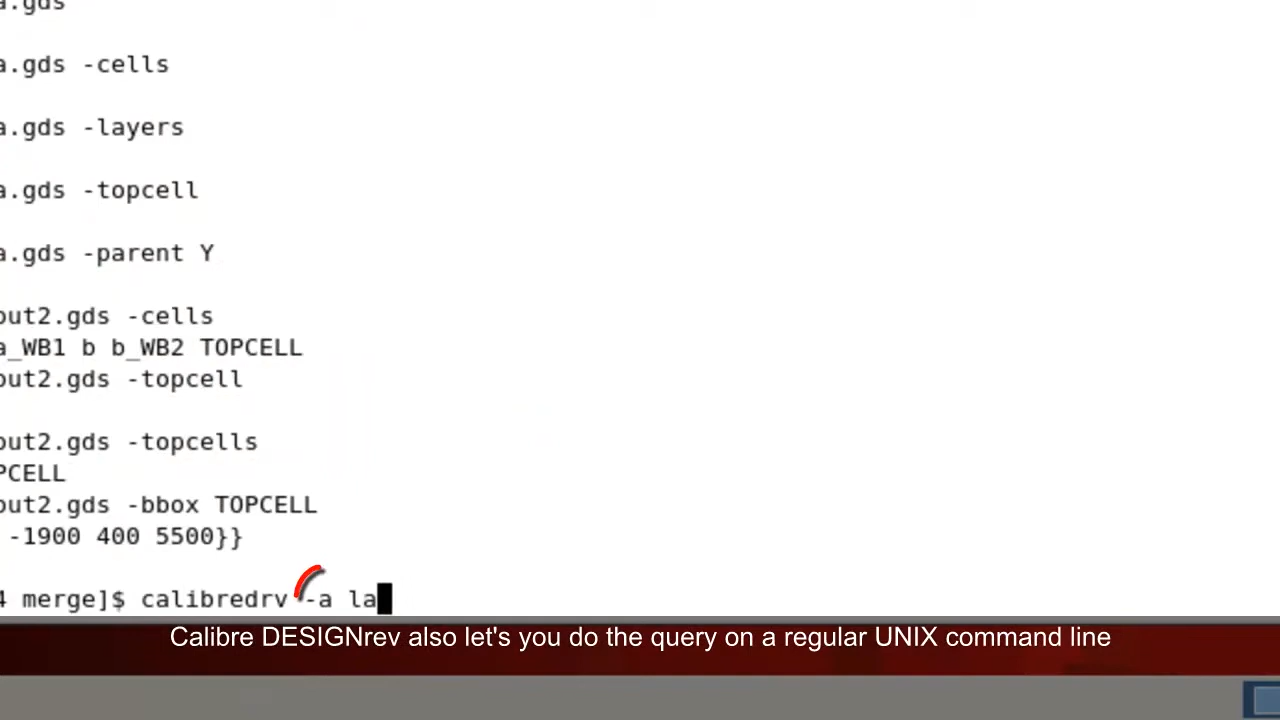 a.gds
a.gds -cells
a.gds -layers
a.gds -topcell
a.gds -parent Y
out2.gds -cells
a_WB1 b b_WB2 TOPCELL
out2.gds -topcell
out2.gds -topcells
PCELL
out2.gds -bbox TOPCELL
-1900 400 5500}}
4 merge]$ calibredrv -a la
Calibre DESIGNrev also let's you do the query on a regular UNIX command line